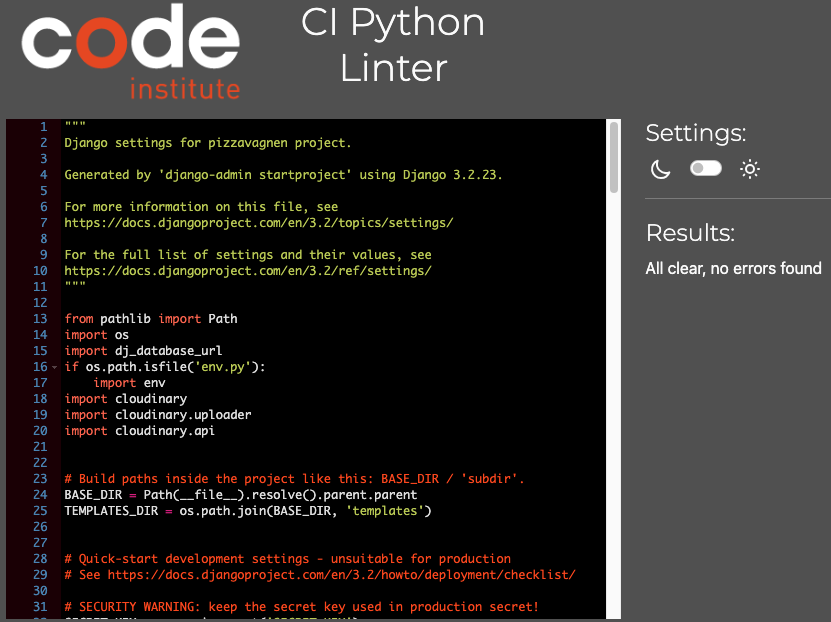 code
institute
CI Python
Linter
1 """
2 Django settings for pizzavagnen project.
3
4 Generated by 'django-admin startproject' using Django 3.2.23.
5
6 For more information on this file, see
7 https://docs.djangoproject.com/en/3.2/topics/settings/
8
9 For the full list of settings and their values, see
10 https://docs.djangoproject.com/en/3.2/ref/settings/
11 """
12
13 from pathlib import Path
14 import os
15 import dj_database_url
16 if os.path.isfile('env.py'):
17     import env
18 import cloudinary
19 import cloudinary.uploader
20 import cloudinary.api
21
22
23 # Build paths inside the project like this: BASE_DIR / 'subdir'.
24 BASE_DIR = Path(__file__).resolve().parent.parent
25 TEMPLATES_DIR = os.path.join(BASE_DIR, 'templates')
26
27
28 # Quick-start development settings - unsuitable for production
29 # See https://docs.djangoproject.com/en/3.2/howto/deployment/checklist/
30
31 # SECURITY WARNING: keep the secret key used in production secret!
Settings:
Results:
All clear, no errors found